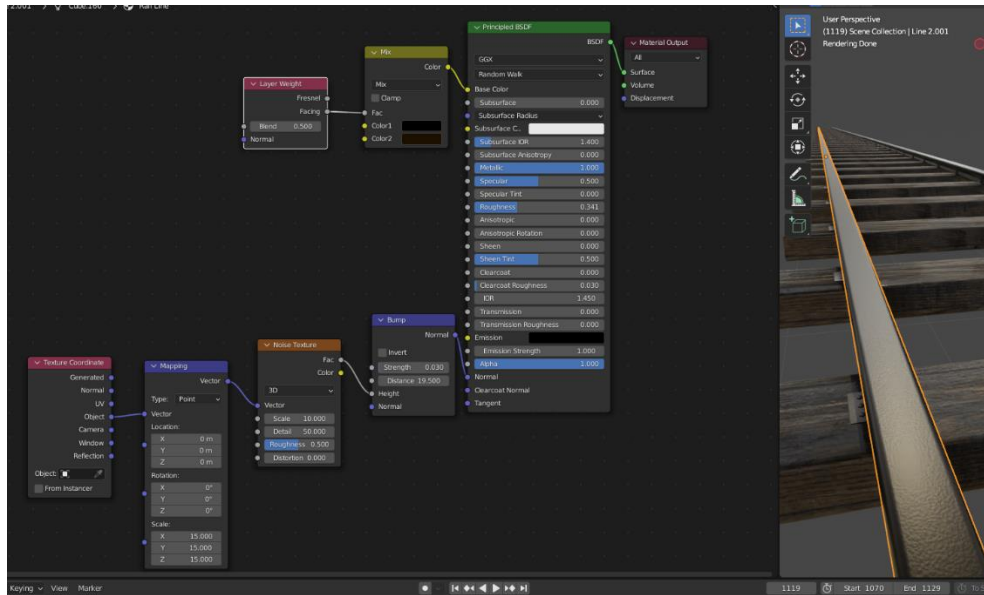 2.001 > Cube.160 > Rail Line
Principled BSDF
BSDF
GGX
Random Walk
Base Color
Subsurface 0.000
Subsurface Radius
Subsurface C..
Subsurface IOR 1.400
Subsurface Anisotropy 0.000
Metallic 1.000
Specular 0.500
Specular Tint 0.000
Roughness 0.341
Anisotropic 0.000
Anisotropic Rotation 0.000
Sheen 0.000
Sheen Tint 0.500
Clearcoat 0.000
Clearcoat Roughness 0.030
IOR 1.450
Transmission 0.000
Transmission Roughness 0.000
Emission
Emission Strength 1.000
Alpha 1.000
Normal
Clearcoat Normal
Tangent
Material Output
All
Surface
Volume
Displacement
Mix
Color
Mix
Clamp
Fac
Color1
Color2
Layer Weight
Fresnel
Facing
Blend 0.500
Normal
Bump
Normal
Invert
Strength 0.030
Distance 19.500
Height
Normal
Noise Texture
Fac
Color
3D
Vector
Scale 10.000
Detail 50.000
Roughness 0.500
Distortion 0.000
Texture Coordinate
Generated
Normal
UV
Object
Camera
Window
Reflection
Object:
From Instancer
Mapping
Vector
Type: Point
Vector
Location:
X 0 m
Y 0 m
Z 0 m
Rotation:
X 0°
Y 0°
Z 0°
Scale:
X 15.000
Y 15.000
Z 15.000
User Perspective
(1119) Scene Collection | Line 2.001
Rendering Done
Keying View Marker
1119 Start 1070 End 1129